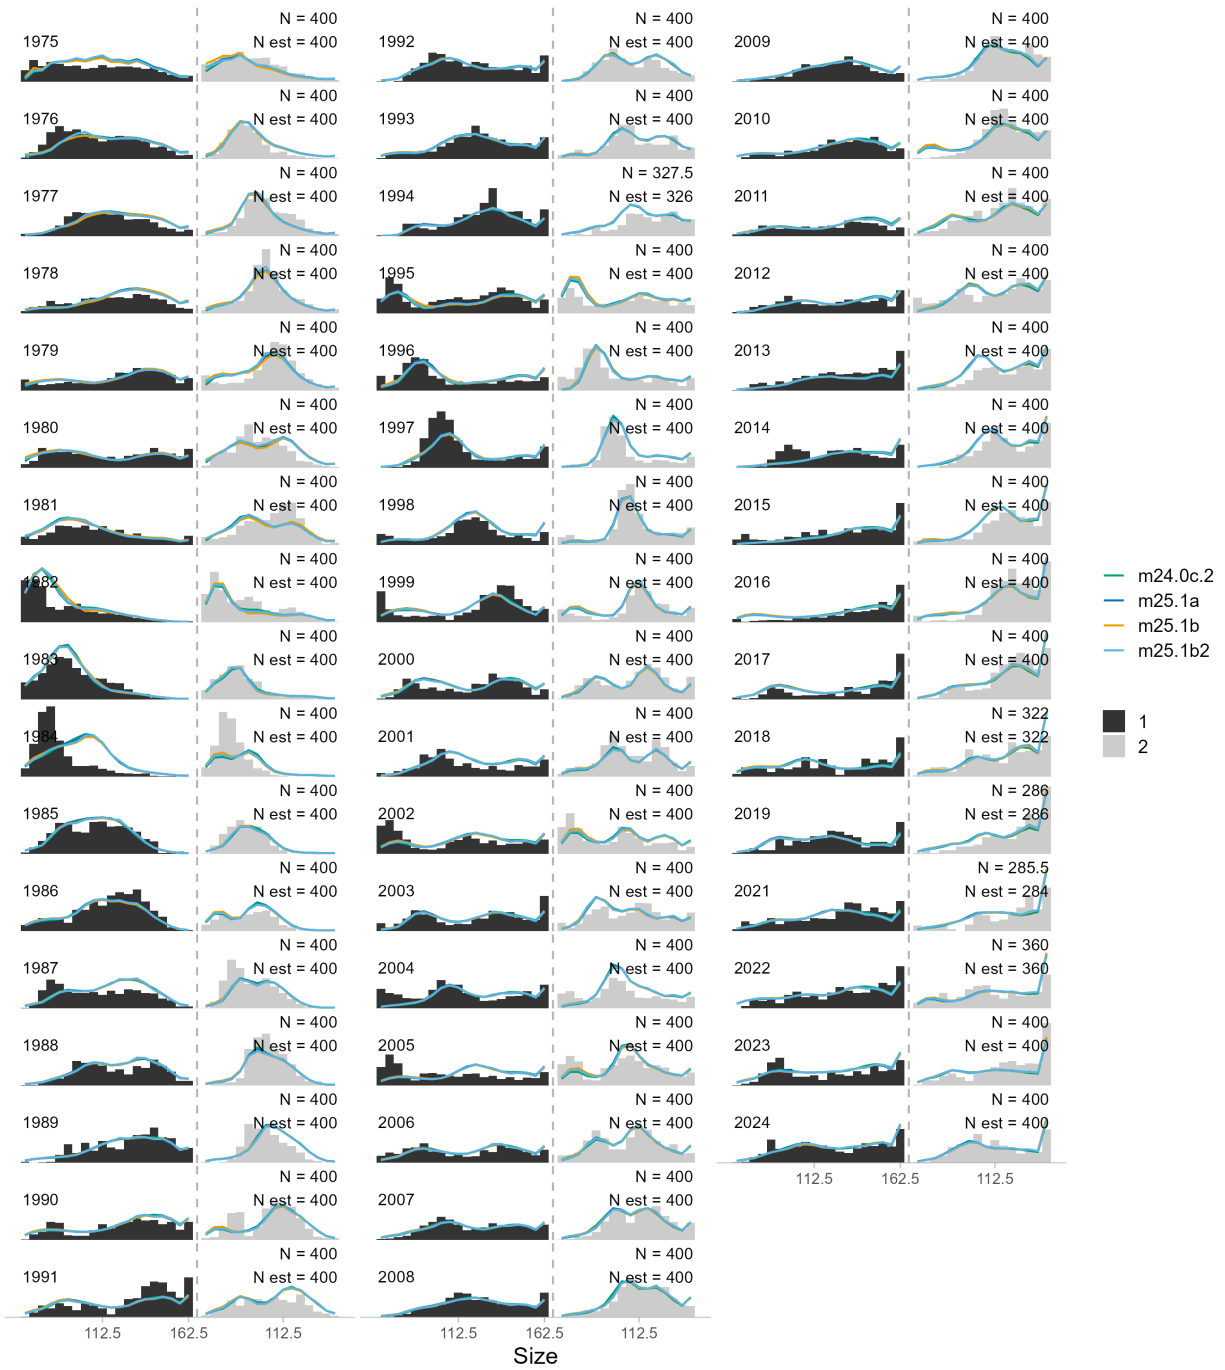 1975
N = 400
N est = 400
1976
N = 400
N est = 400
1977
N = 400
N est = 400
1978
N = 400
N est = 400
1979
N = 400
N est = 400
1980
N = 400
N est = 400
1981
N = 400
N est = 400
1982
N = 400
N est = 400
1983
N = 400
N est = 400
1984
N = 400
N est = 400
1985
N = 400
N est = 400
1986
N = 400
N est = 400
1987
N = 400
N est = 400
1988
N = 400
N est = 400
1989
N = 400
N est = 400
1990
N = 400
N est = 400
1991
N = 400
N est = 400
112.5
162.5
112.5
1992
N = 400
N est = 400
1993
N = 400
N est = 400
1994
N = 327.5
N est = 326
1995
N = 400
N est = 400
1996
N = 400
N est = 400
1997
N = 400
N est = 400
1998
N = 400
N est = 400
1999
N = 400
N est = 400
2000
N = 400
N est = 400
2001
N = 400
N est = 400
2002
N = 400
N est = 400
2003
N = 400
N est = 400
2004
N = 400
N est = 400
2005
N = 400
N est = 400
2006
N = 400
N est = 400
2007
N = 400
N est = 400
2008
N = 400
N est = 400
112.5
162.5
112.5
2009
N = 400
N est = 400
2010
N = 400
N est = 400
2011
N = 400
N est = 400
2012
N = 400
N est = 400
2013
N = 400
N est = 400
2014
N = 400
N est = 400
2015
N = 400
N est = 400
2016
N = 400
N est = 400
2017
N = 400
N est = 400
2018
N = 322
N est = 322
2019
N = 286
N est = 286
2021
N = 285.5
N est = 284
2022
N = 360
N est = 360
2023
N = 400
N est = 400
2024
N = 400
N est = 400
112.5
162.5
112.5
Size
m24.0c.2
m25.1a
m25.1b
m25.1b2
1
2